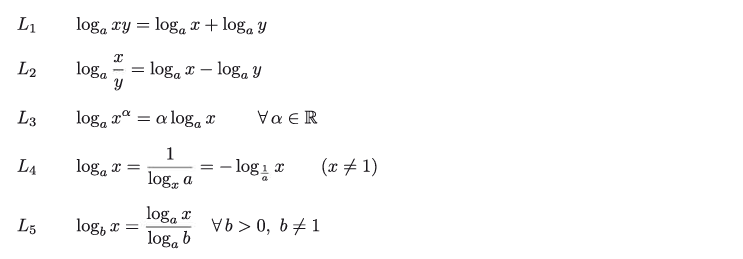 L₁ logₐ xy = logₐ x + logₐ y
L₂ logₐ x/y = logₐ x − logₐ y
L₃ logₐ x^α = α logₐ x ∀ α ∈ ℝ
L₄ logₐ x = 1/(logₓ a) = − log_{1/a} x (x ≠ 1)
L₅ log_b x = (logₐ x)/(logₐ b) ∀ b > 0, b ≠ 1